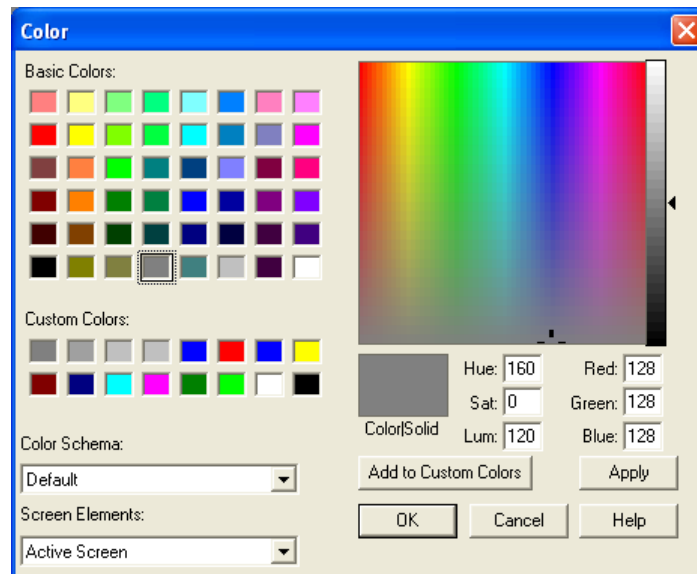 Color
Basic Colors:
Custom Colors:
Hue: 160 Red: 128
Sat: 0 Green: 128
Color|Solid Lum: 120 Blue: 128
Color Schema:
Default
Add to Custom Colors Apply
Screen Elements:
Active Screen
OK Cancel Help